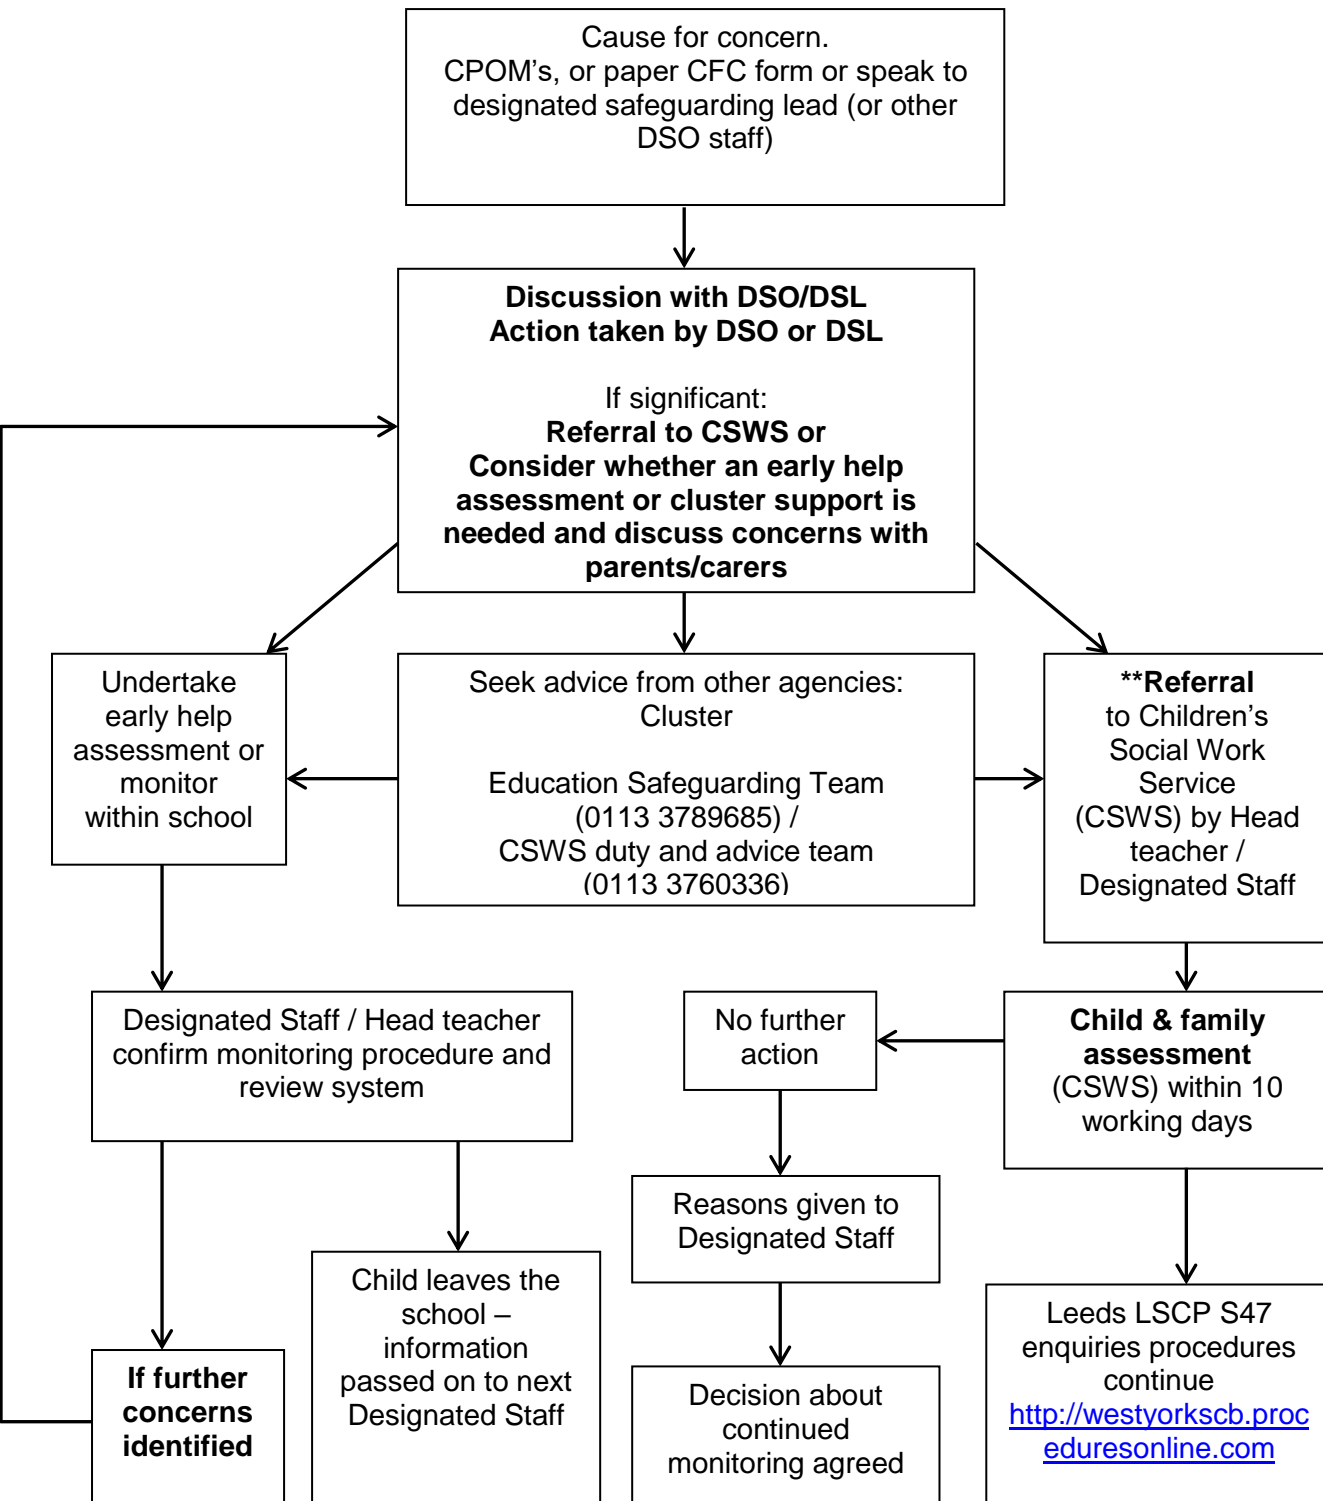 Cause for concern.
CPOM’s, or paper CFC form or speak to
designated safeguarding lead (or other
DSO staff)
Discussion with DSO/DSL
Action taken by DSO or DSL
If significant:
Referral to CSWS or
Consider whether an early help
assessment or cluster support is
needed and discuss concerns with
parents/carers
Undertake
early help
assessment or
monitor
within school
Seek advice from other agencies:
Cluster
Education Safeguarding Team
(0113 3789685) /
CSWS duty and advice team
(0113 3760336)
**Referral
to Children’s
Social Work
Service
(CSWS) by Head
teacher /
Designated Staff
Designated Staff / Head teacher
confirm monitoring procedure and
review system
No further
action
Child & family
assessment
(CSWS) within 10
working days
Reasons given to
Designated Staff
Child leaves the
school –
information
passed on to next
Designated Staff
Leeds LSCP S47
enquiries procedures
continue
http://westyorkscb.proc
eduresonline.com
If further
concerns
identified
Decision about
continued
monitoring agreed